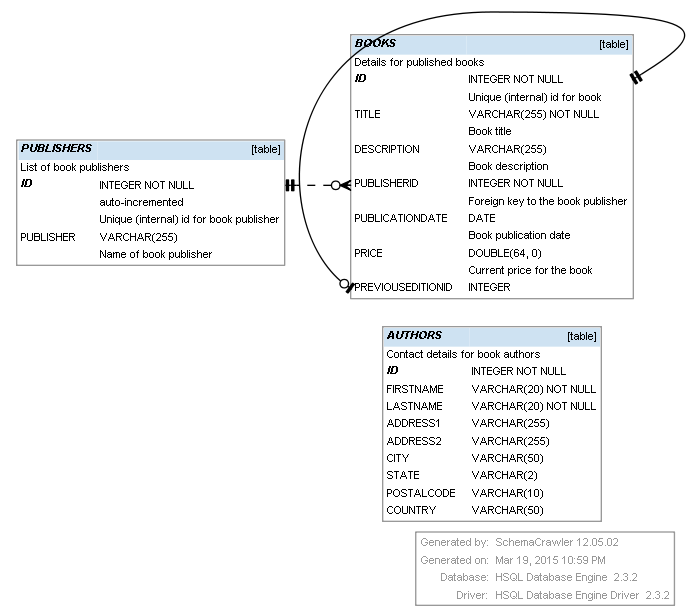 BOOKS [table]
Details for published books
ID INTEGER NOT NULL
Unique (internal) id for book
TITLE VARCHAR(255) NOT NULL
Book title
DESCRIPTION VARCHAR(255)
Book description
PUBLISHERID INTEGER NOT NULL
Foreign key to the book publisher
PUBLICATIONDATE DATE
Book publication date
PRICE DOUBLE(64, 0)
Current price for the book
PREVIOUSEDITIONID INTEGER
PUBLISHERS [table]
List of book publishers
ID INTEGER NOT NULL
auto-incremented
Unique (internal) id for book publisher
PUBLISHER VARCHAR(255)
Name of book publisher
AUTHORS [table]
Contact details for book authors
ID INTEGER NOT NULL
FIRSTNAME VARCHAR(20) NOT NULL
LASTNAME VARCHAR(20) NOT NULL
ADDRESS1 VARCHAR(255)
ADDRESS2 VARCHAR(255)
CITY VARCHAR(50)
STATE VARCHAR(2)
POSTALCODE VARCHAR(10)
COUNTRY VARCHAR(50)
Generated by: SchemaCrawler 12.05.02
Generated on: Mar 19, 2015 10:59 PM
Database: HSQL Database Engine 2.3.2
Driver: HSQL Database Engine Driver 2.3.2